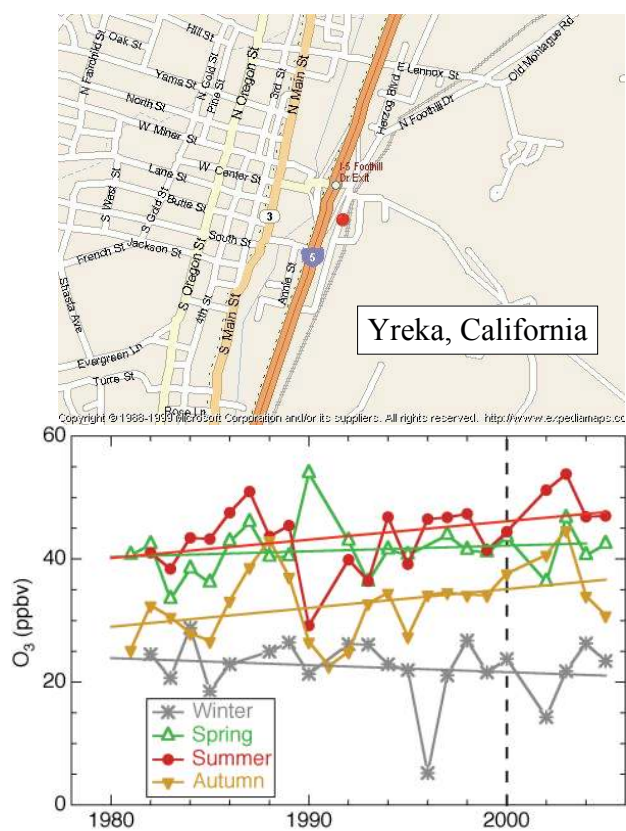 Hill St
Oak St
N Fairchild St
Yama St
N Gold St
Pine St
N Oregon St
3rd St
N Main St
North St
W Miner St
W Center St
Lane St
Butte St
S West St
S Gold St
French St
Jackson St
South St
3
5
I-5 Foothill
Dr Exit
Herzog Blvd
E Lennox St
N Foothill Dr
Old Montague Rd
Shasta Ave
S Oregon St
4th St
S Main St
Annie St
Evergreen Ln
Turre St
Rose Ln
Yreka, California
Copyright © 1988-1999 Microsoft Corporation and/or its suppliers. All rights reserved. http://www.expediamaps.c
60
40
20
0
O3 (ppbv)
Winter
Spring
Summer
Autumn
1980
1990
2000